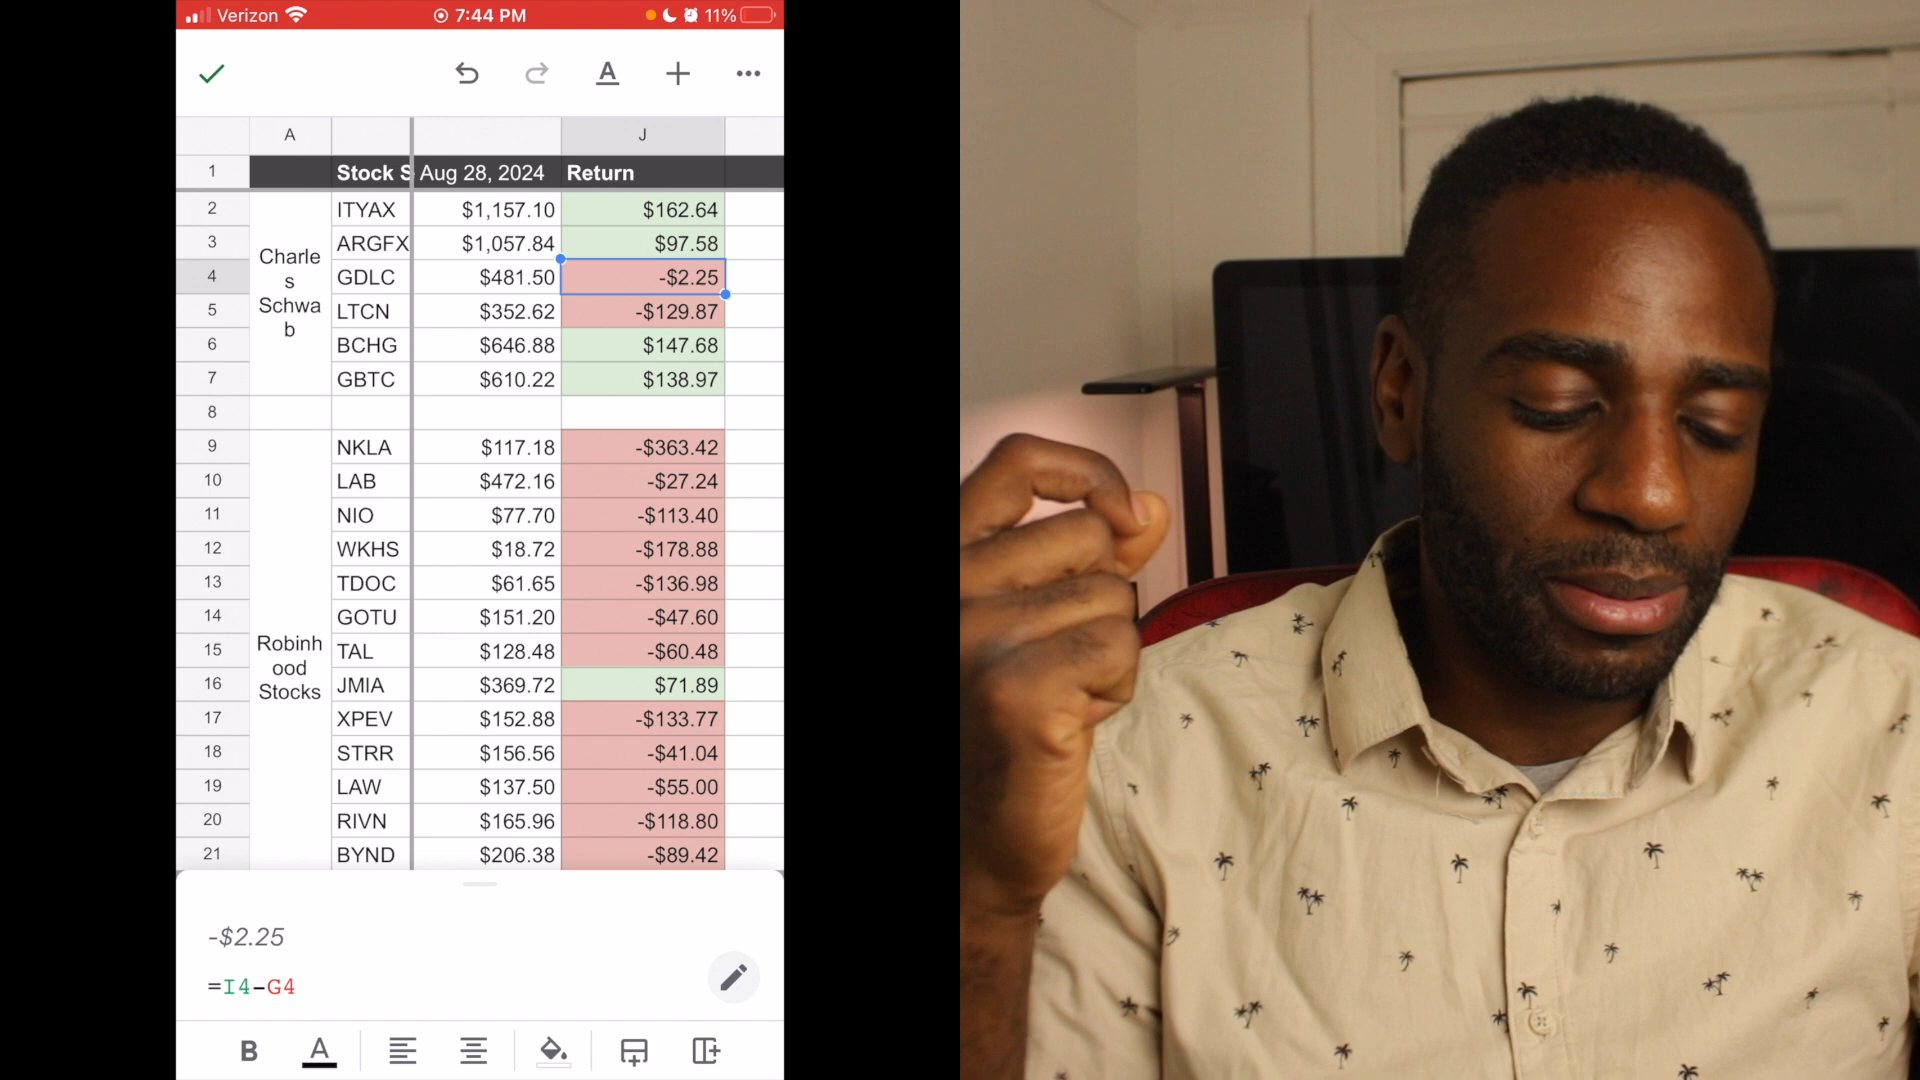 Verizon 7:44 PM 11%
A J
1 Stock S Aug 28, 2024 Return
2 ITYAX $1,157.10 $162.64
3 ARGFX $1,057.84 $97.58
4 GDLC $481.50 -$2.25
5 LTCN $352.62 -$129.87
6 BCHG $646.88 $147.68
7 GBTC $610.22 $138.97
Charle
s
Schwa
b
8
9 NKLA $117.18 -$363.42
10 LAB $472.16 -$27.24
11 NIO $77.70 -$113.40
12 WKHS $18.72 -$178.88
13 TDOC $61.65 -$136.98
14 GOTU $151.20 -$47.60
15 TAL $128.48 -$60.48
16 JMIA $369.72 $71.89
17 XPEV $152.88 -$133.77
18 STRR $156.56 -$41.04
19 LAW $137.50 -$55.00
20 RIVN $165.96 -$118.80
21 BYND $206.38 -$89.42
Robinh
ood
Stocks
-$2.25
=I4-G4
B A